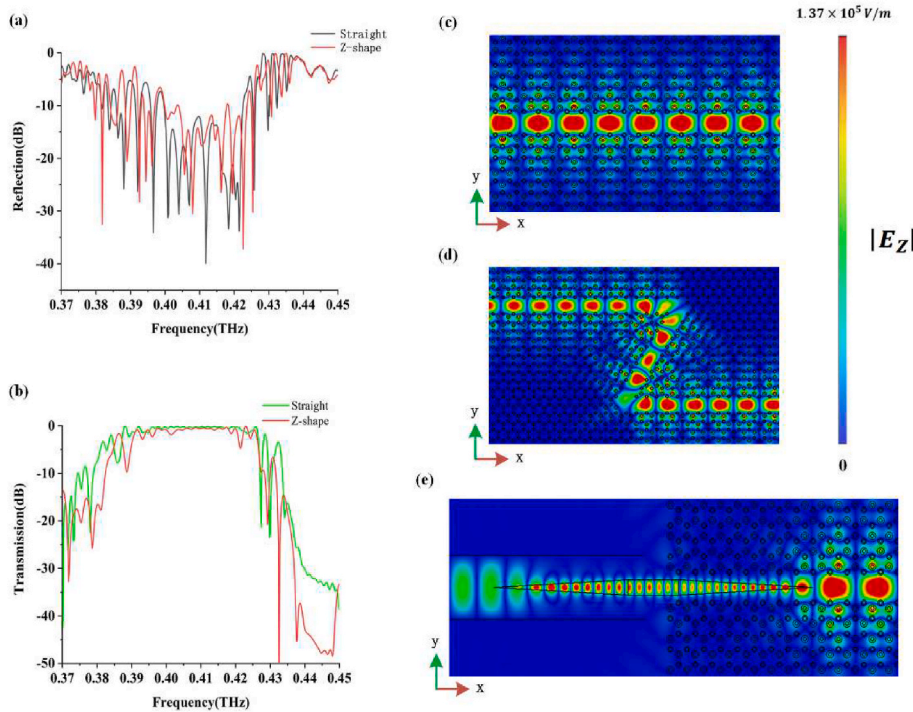 (a)
Straight
Z-shape
0
-10
-20
-30
-40
Reflection(dB)
0.37 0.38 0.39 0.40 0.41 0.42 0.43 0.44 0.45
Frequency(THz)
(b)
Straight
Z-shape
0
-10
-20
-30
-40
-50
Transmission(dB)
0.37 0.38 0.39 0.40 0.41 0.42 0.43 0.44 0.45
Frequency(THz)
(c)
y
x
(d)
y
x
1.37 × 10⁵ V/m
|E_Z|
0
(e)
y
x